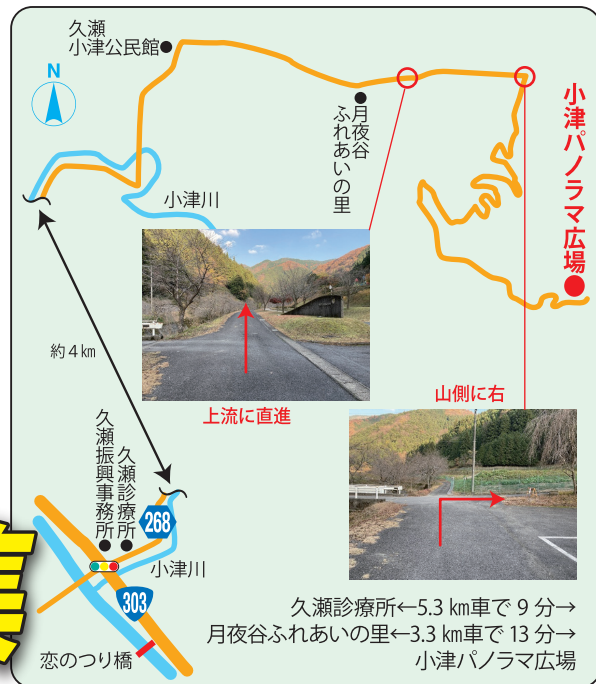 久瀬
小津公民館
N
月夜谷
ふれあいの里
小津パノラマ広場
小津川
約4㎞
上流に直進
山側に右
久瀬振興事務所
久瀬診療所
268
小津川
303
恋のつり橋
久瀬診療所←5.3㎞車で9分→
月夜谷ふれあいの里←3.3㎞車で13分→
小津パノラマ広場